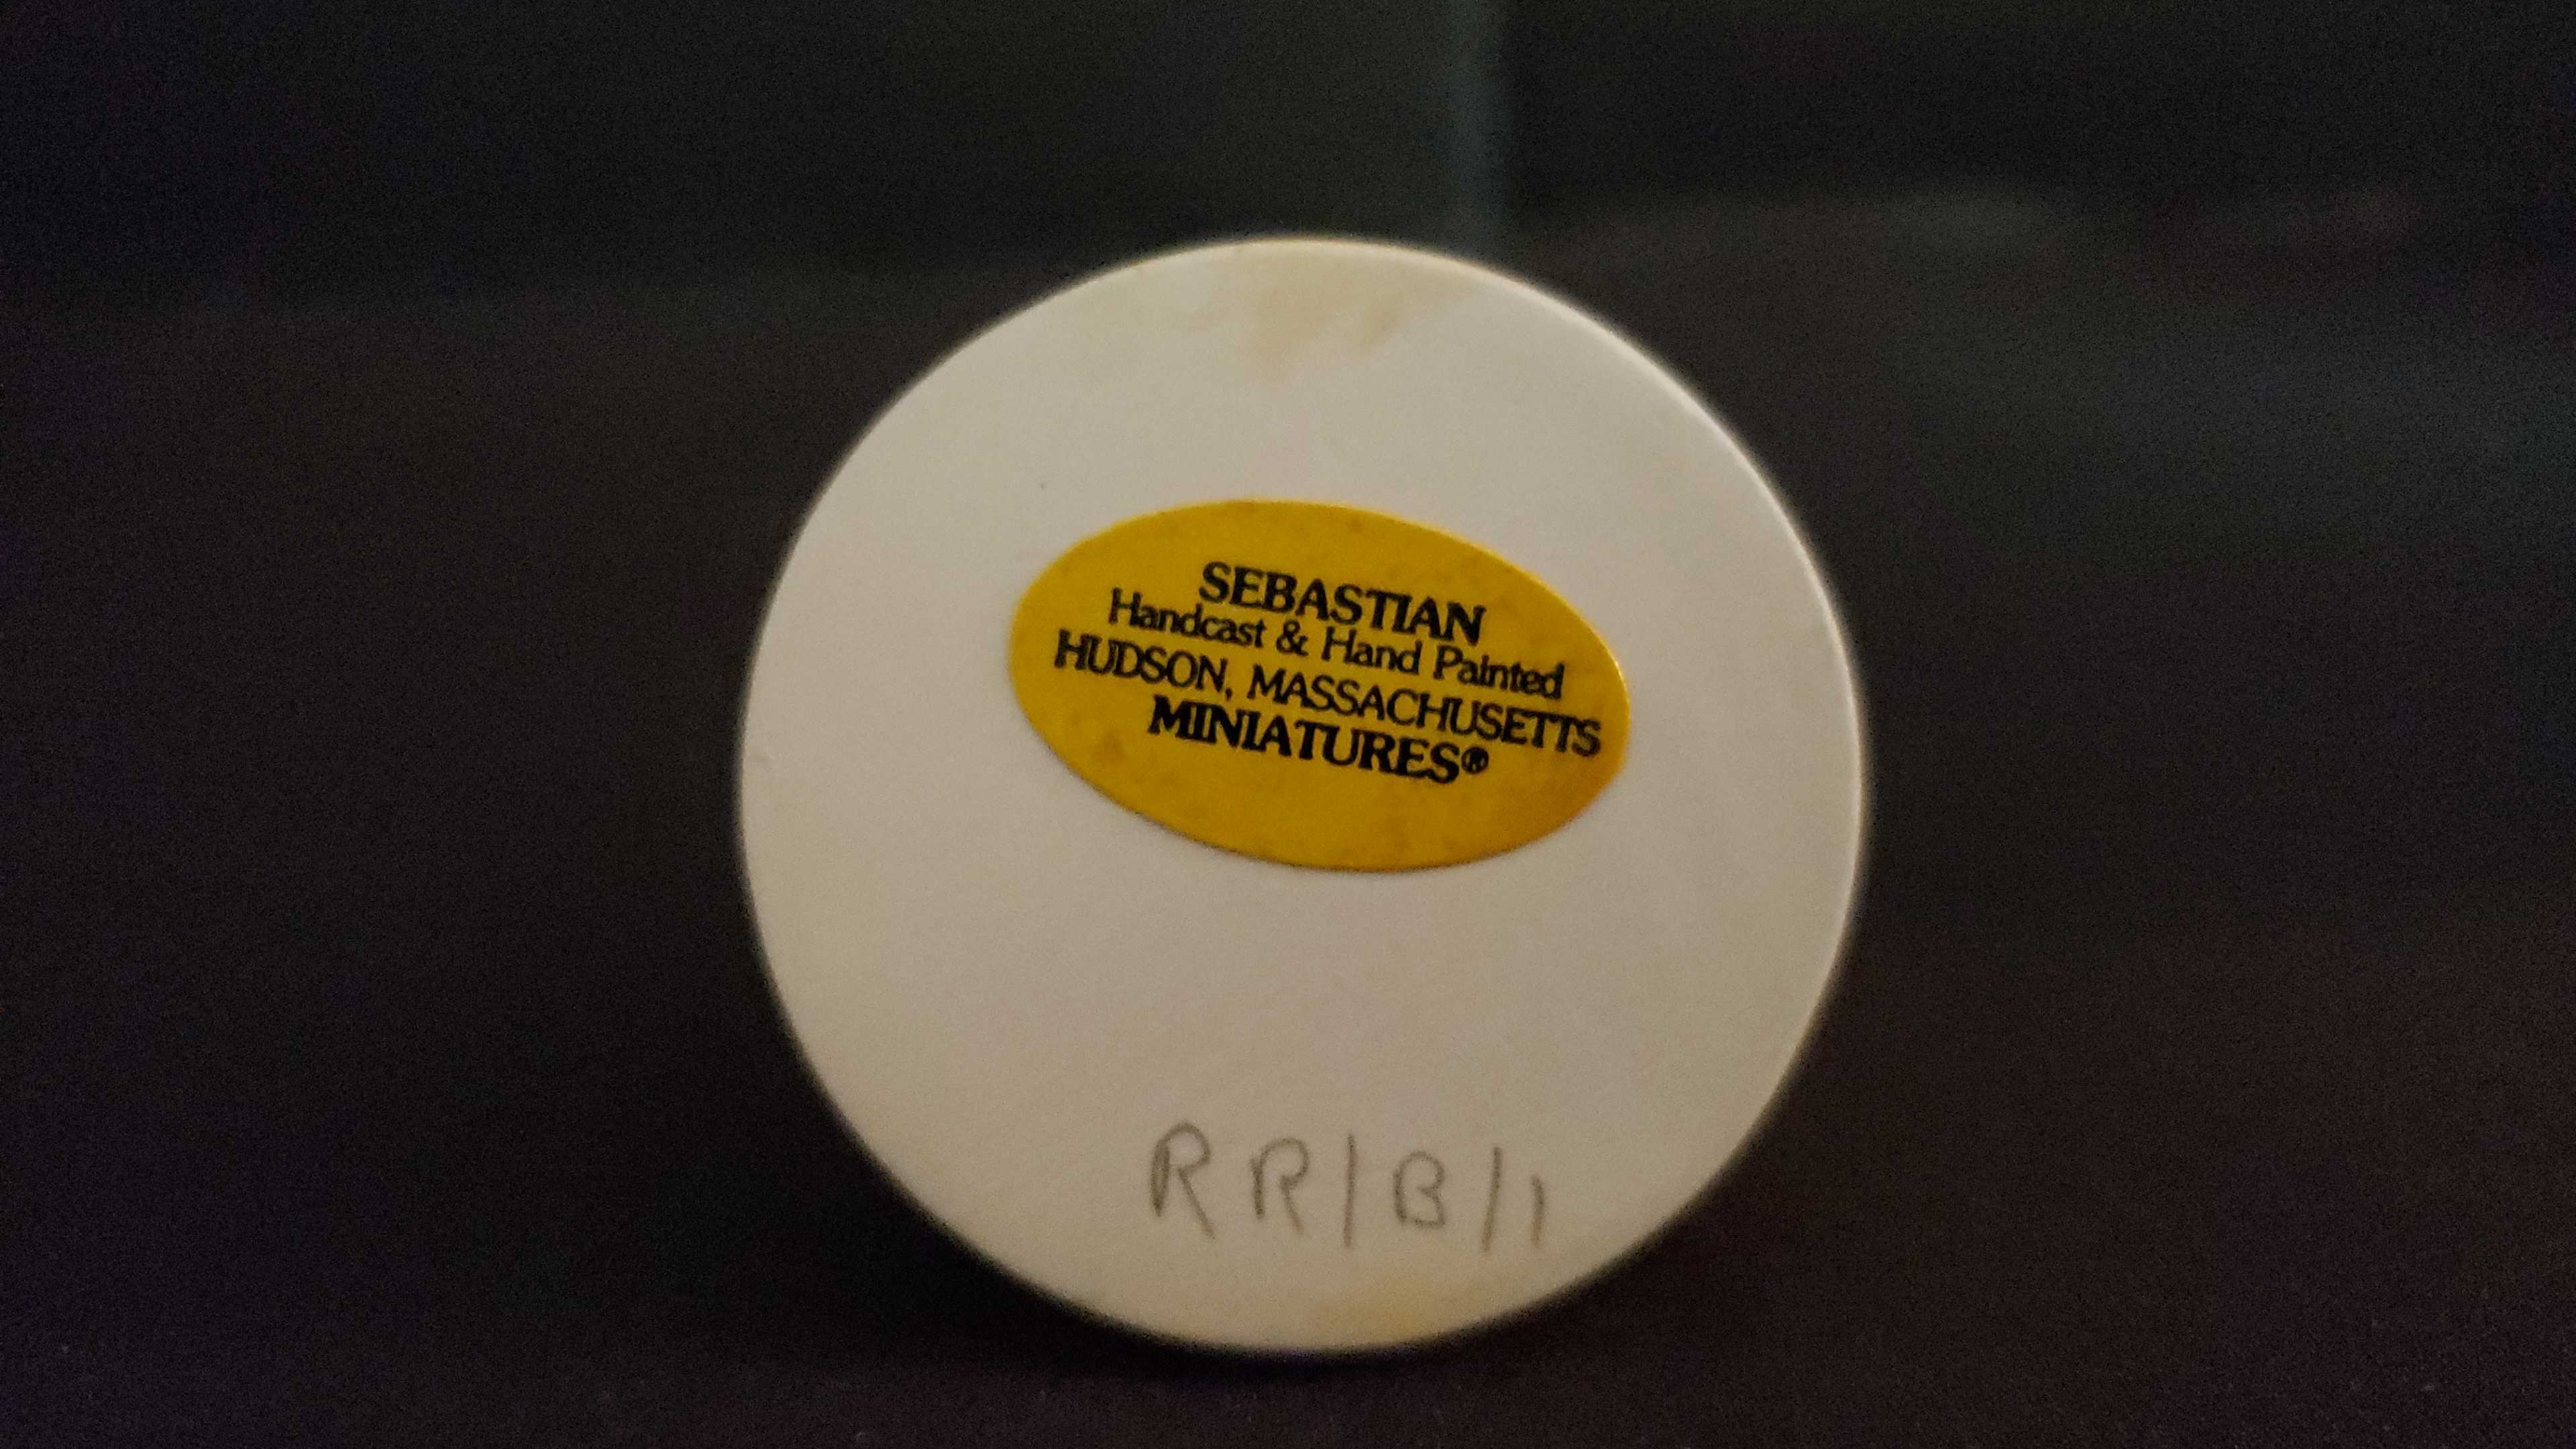 SEBASTIAN
Handcast & Hand Painted
HUDSON, MASSACHUSETTS
MINIATURES®
RR/B/1